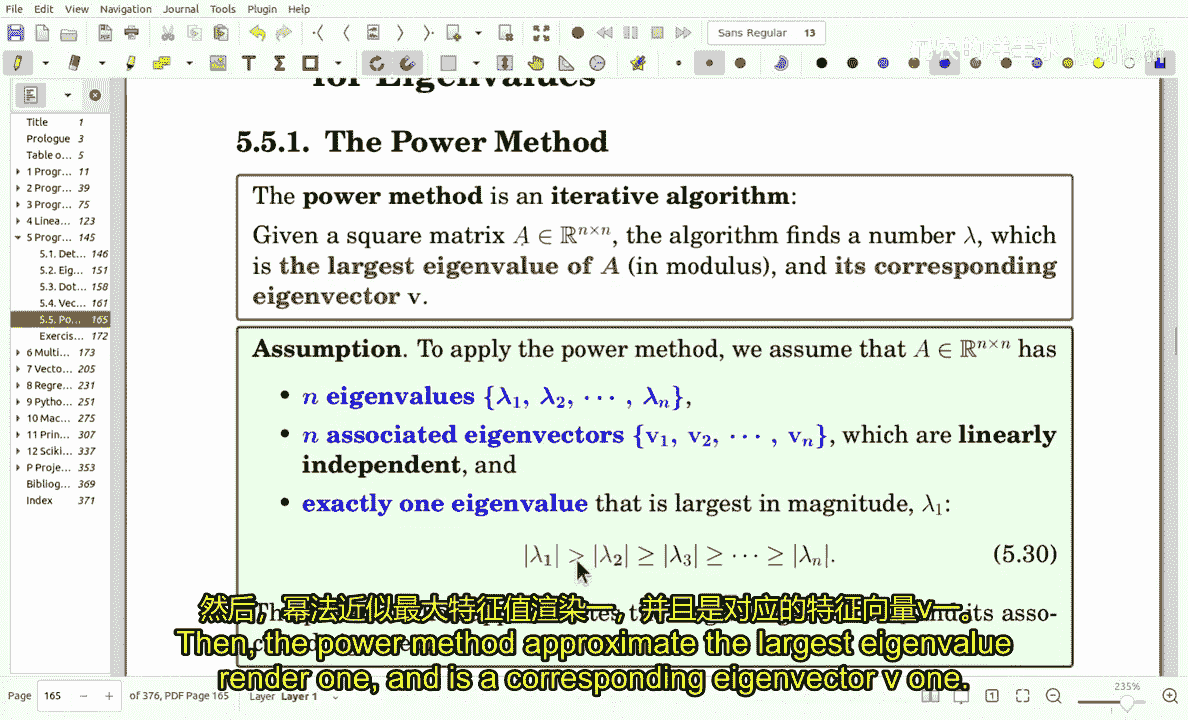 File Edit View Navigation Journal Tools Plugin Help
Sans Regular 13
Title 1
Prologue 3
Table o... 5
1 Progr... 11
2 Progr... 39
3 Progr... 75
4 Linea... 123
5 Progr... 145
5.1. Det... 146
5.2. Eig... 151
5.3. Dot... 158
5.4. Vec... 161
5.5. Po... 165
Exercis... 172
6 Multi... 173
7 Vecto... 205
8 Regre... 231
9 Pytho... 251
10 Mac... 275
11 Prin... 307
12 Sciki... 337
P Proje... 353
Bibliog... 369
Index 371
for Eigenvalues
5.5.1. The Power Method
The power method is an iterative algorithm:
Given a square matrix A ∈ ℝⁿˣⁿ, the algorithm finds a number λ, which
is the largest eigenvalue of A (in modulus), and its corresponding
eigenvector v.
Assumption. To apply the power method, we assume that A ∈ ℝⁿˣⁿ has
• n eigenvalues {λ₁, λ₂, ··· , λₙ},
• n associated eigenvectors {v₁, v₂, ··· , vₙ}, which are linearly
independent, and
• exactly one eigenvalue that is largest in magnitude, λ₁:
|λ₁| > |λ₂| ≥ |λ₃| ≥ ··· ≥ |λₙ|. (5.30)
its asso-
然后，幂法近似最大特征值渲染一，并且是对应的特征向量v一。
Then, the power method approximate the largest eigenvalue
render one, and is a corresponding eigenvector v one.
Page 165 of 376, PDF Page 165 Layer Layer 1 235%